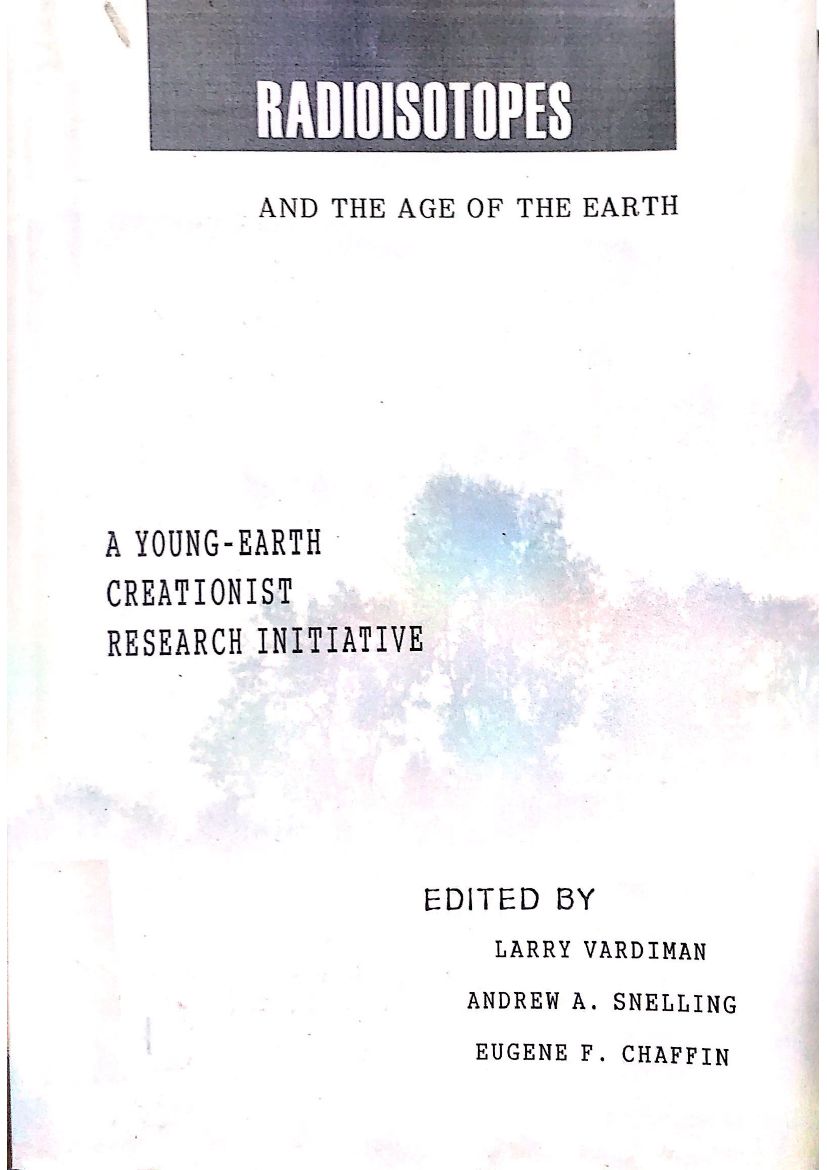 RADIOISOTOPES
AND THE AGE OF THE EARTH
A YOUNG-EARTH
CREATIONIST
RESEARCH INITIATIVE
EDITED BY
LARRY VARDIMAN
ANDREW A. SNELLING
EUGENE F. CHAFFIN